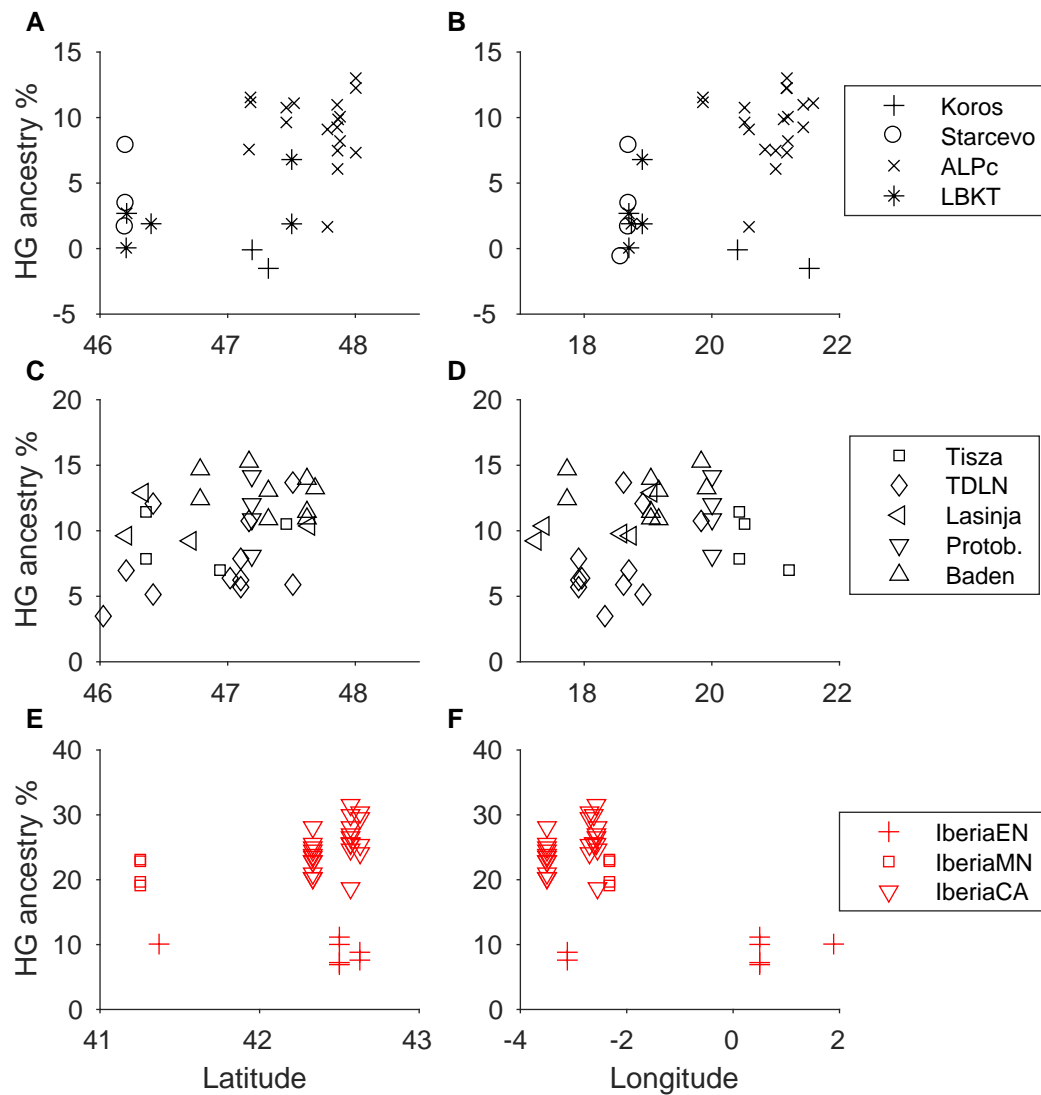 A
B
HG ancestry %
15
10
5
0
-5
46
47
48
15
10
5
0
-5
18
20
22
Koros
Starcevo
ALPc
LBKT
C
D
HG ancestry %
20
15
10
5
0
46
47
48
20
15
10
5
0
18
20
22
Tisza
TDLN
Lasinja
Protob.
Baden
E
F
HG ancestry %
40
30
20
10
0
41
42
43
Latitude
40
30
20
10
0
-4
-2
0
2
Longitude
IberiaEN
IberiaMN
IberiaCA